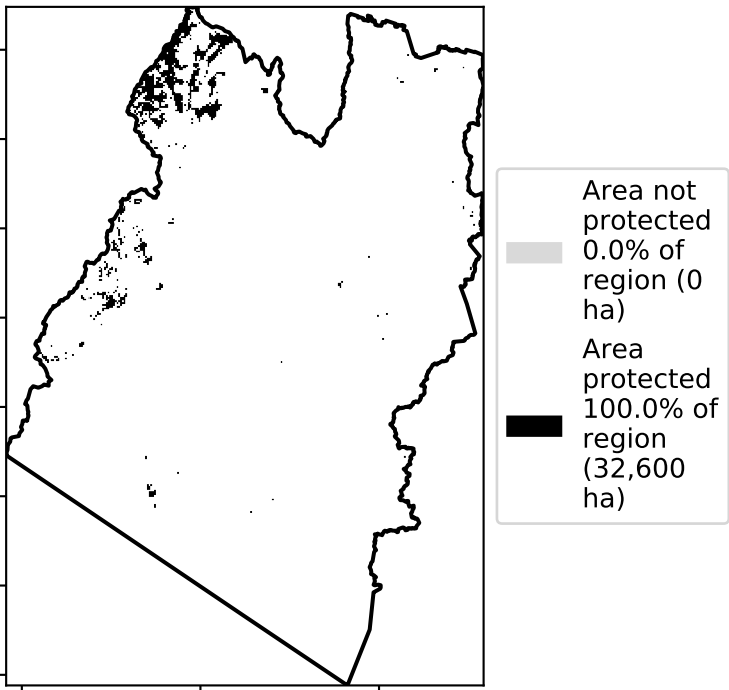 Area not
protected
0.0% of
region (0
ha)
Area
protected
100.0% of
region
(32,600
ha)